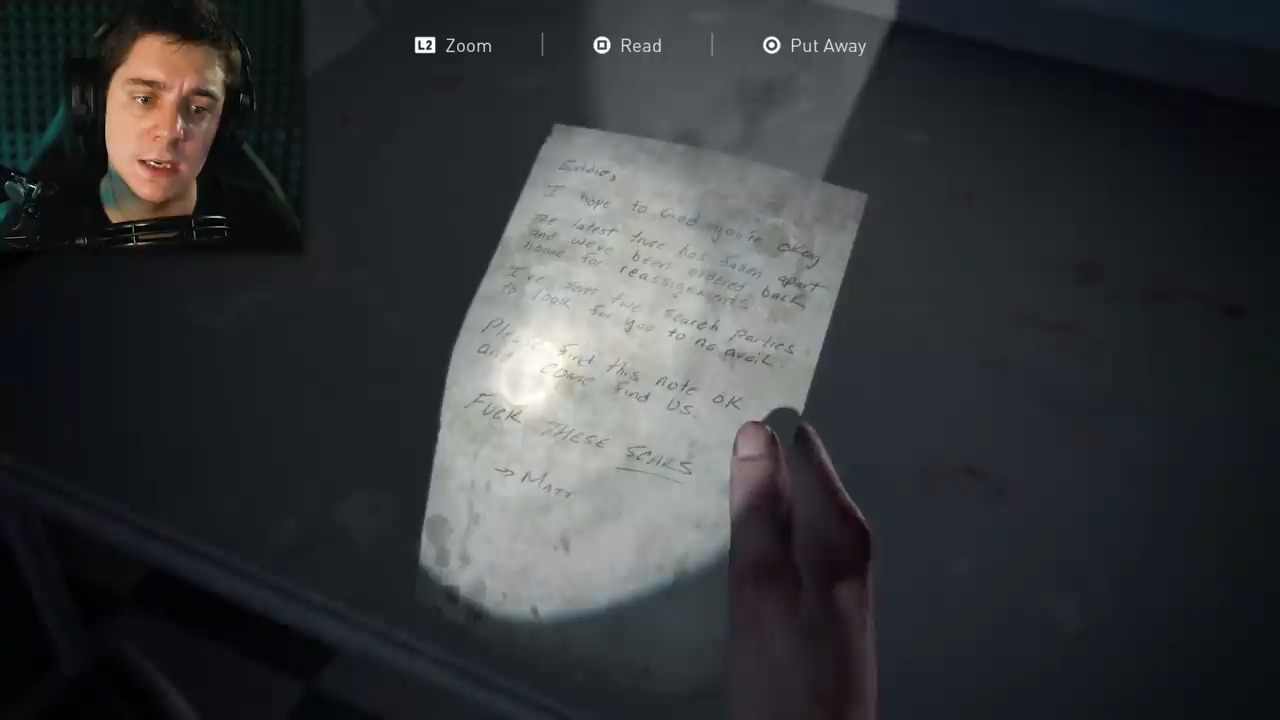 L2 Zoom | Read | Put Away
Eddie,
I hope to God you're okay
The latest truce has fallen apart
and we've been ordered back
home for reassignments.
I've sent two search parties
to look for you to no avail.
Please find this note OK
and come find us.
FUCK THESE SCARS
→ MATT